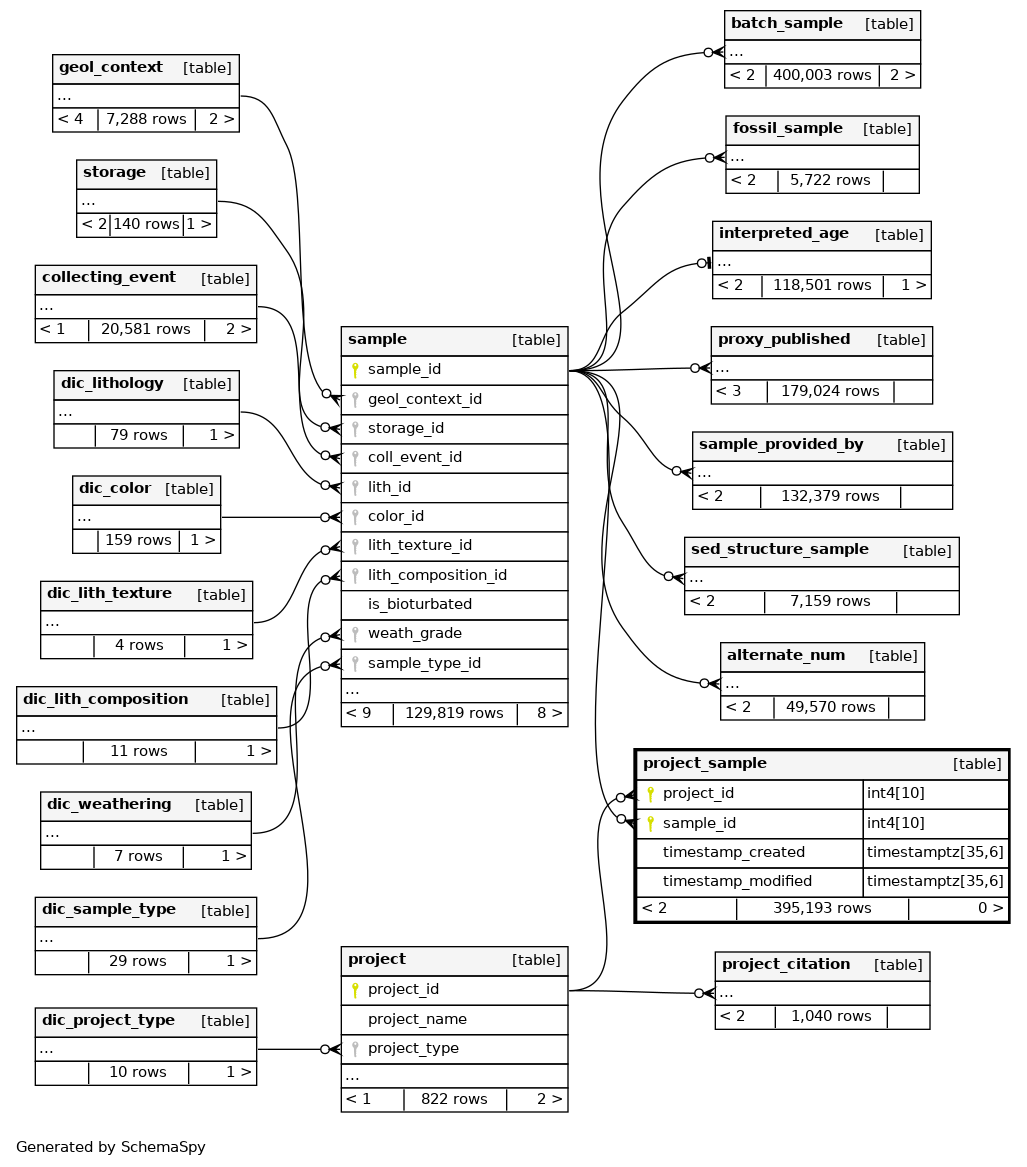 geol_context [table]
...
< 4 7,288 rows 2 >
storage [table]
...
< 2 140 rows 1 >
collecting_event [table]
...
< 1 20,581 rows 2 >
dic_lithology [table]
...
79 rows 1 >
dic_color [table]
...
159 rows 1 >
dic_lith_texture [table]
...
4 rows 1 >
dic_lith_composition [table]
...
11 rows 1 >
dic_weathering [table]
...
7 rows 1 >
dic_sample_type [table]
...
29 rows 1 >
dic_project_type [table]
...
10 rows 1 >
sample [table]
sample_id
geol_context_id
storage_id
coll_event_id
lith_id
color_id
lith_texture_id
lith_composition_id
is_bioturbated
weath_grade
sample_type_id
...
< 9 129,819 rows 8 >
project [table]
project_id
project_name
project_type
...
< 1 822 rows 2 >
batch_sample [table]
...
< 2 400,003 rows 2 >
fossil_sample [table]
...
< 2 5,722 rows
interpreted_age [table]
...
< 2 118,501 rows 1 >
proxy_published [table]
...
< 3 179,024 rows
sample_provided_by [table]
...
< 2 132,379 rows
sed_structure_sample [table]
...
< 2 7,159 rows
alternate_num [table]
...
< 2 49,570 rows
project_sample [table]
project_id int4[10]
sample_id int4[10]
timestamp_created timestamptz[35,6]
timestamp_modified timestamptz[35,6]
< 2 395,193 rows 0 >
project_citation [table]
...
< 2 1,040 rows
Generated by SchemaSpy